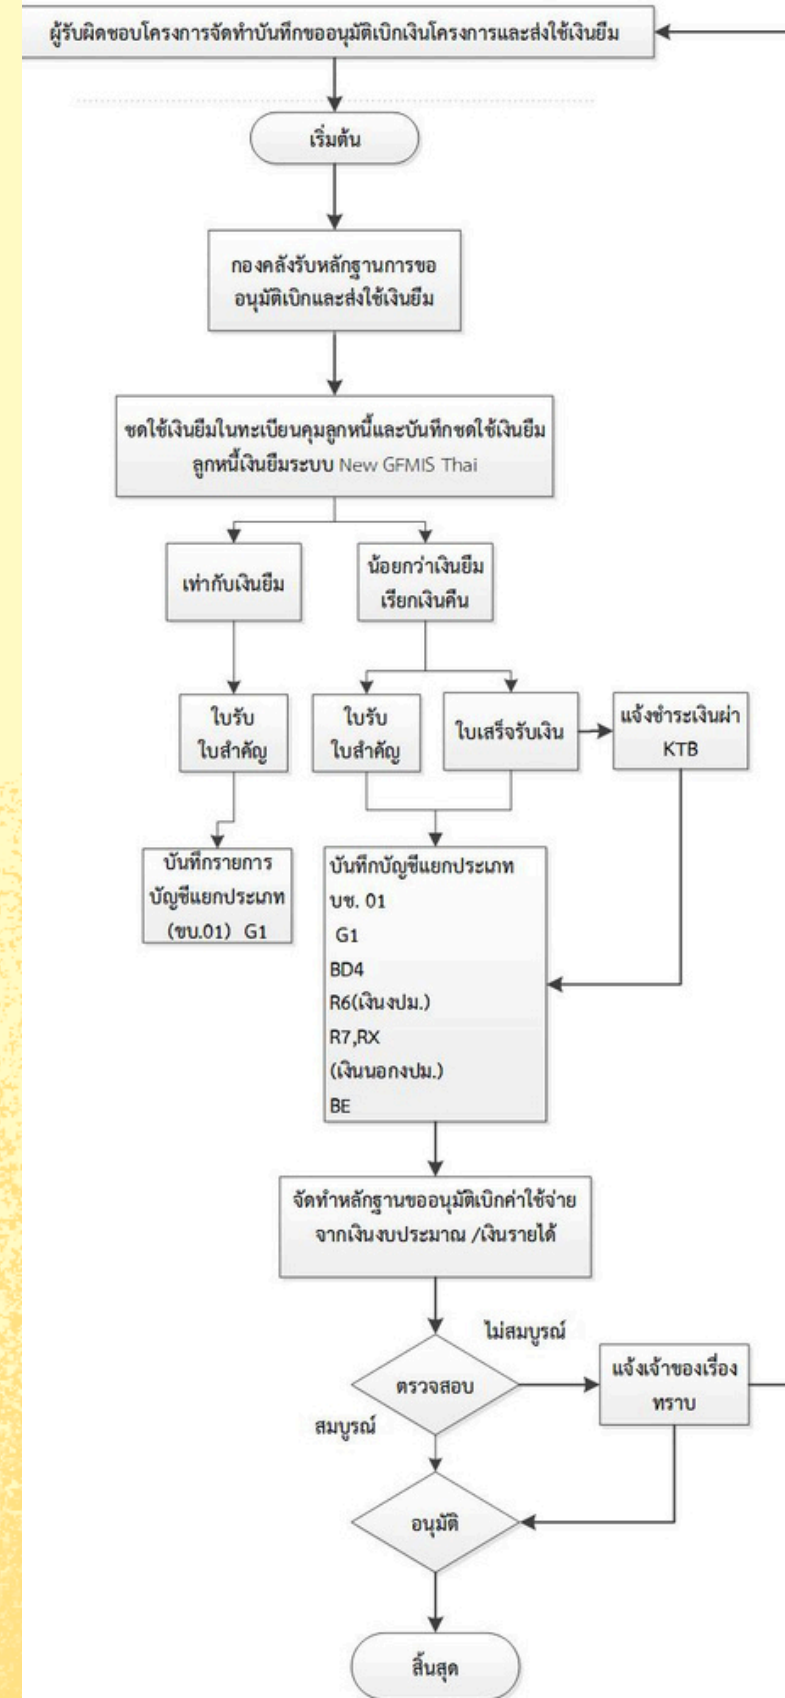 ผู้รับผิดชอบโครงการจัดทำบันทึกขออนุมัติเบิกเงินโครงการและส่งใช้เงินยืม
เริ่มต้น
กองคลังรับหลักฐานการขอ
อนุมัติเบิกและส่งใช้เงินยืม
ชดใช้เงินยืมในทะเบียนคุมลูกหนี้และบันทึกชดใช้เงินยืม
ลูกหนี้เงินยืมระบบ New GFMIS Thai
เท่ากับเงินยืม
น้อยกว่าเงินยืม
เรียกเงินคืน
ใบรับ
ใบสำคัญ
ใบรับ
ใบสำคัญ
ใบเสร็จรับเงิน
แจ้งชำระเงินผ่า
KTB
บันทึกรายการ
บัญชีแยกประเภท
(ขบ.01) G1
บันทึกบัญชีแยกประเภท
บช. 01
G1
BD4
R6(เงินงปม.)
R7,RX
(เงินนอกงปม.)
BE
จัดทำหลักฐานขออนุมัติเบิกค่าใช้จ่าย
จากเงินงบประมาณ /เงินรายได้
ไม่สมบูรณ์
ตรวจสอบ
แจ้งเจ้าของเรื่อง
ทราบ
สมบูรณ์
อนุมัติ
สิ้นสุด